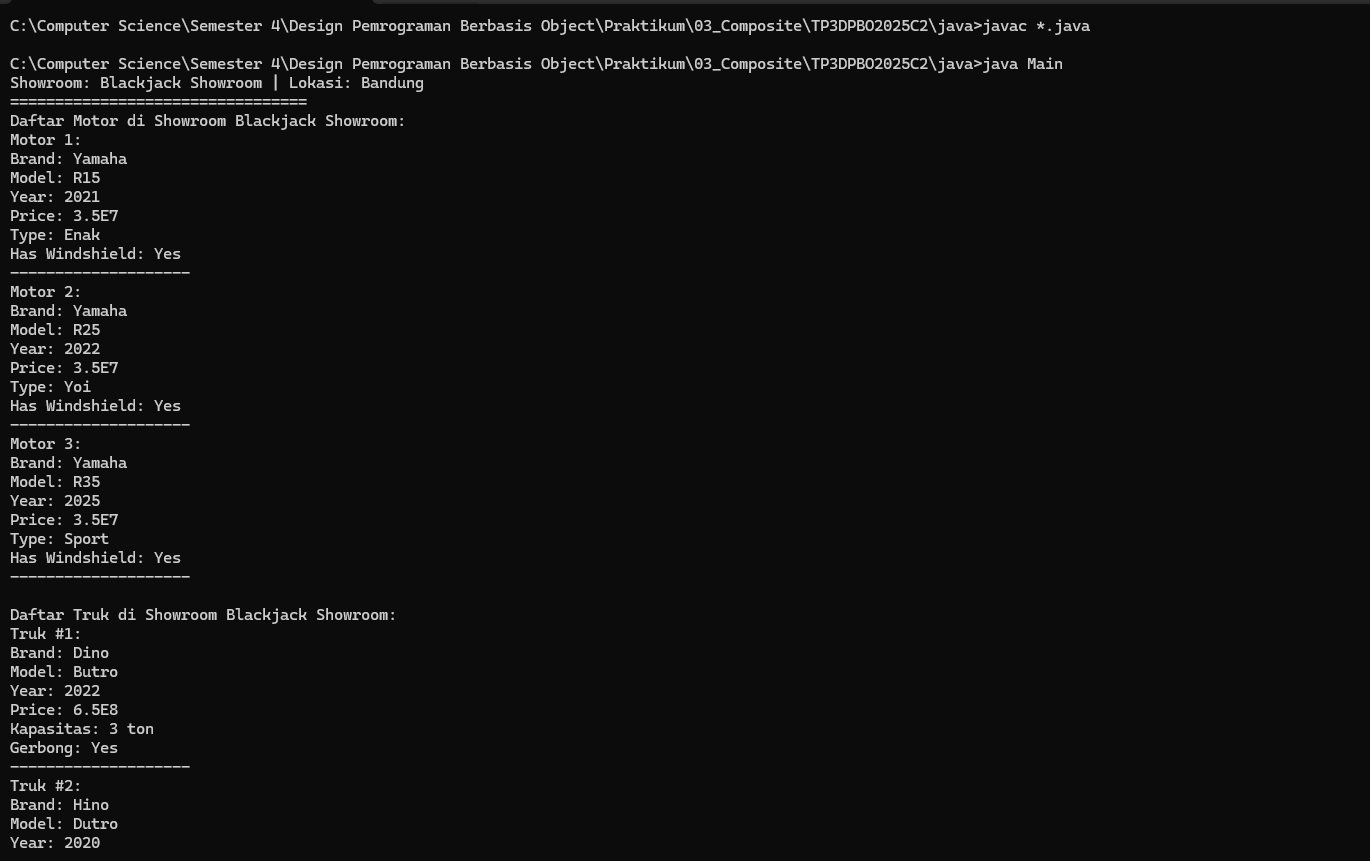 C:\Computer Science\Semester 4\Design Pemrograman Berbasis Object\Praktikum\03_Composite\TP3DPBO2025C2\java>javac *.java
C:\Computer Science\Semester 4\Design Pemrograman Berbasis Object\Praktikum\03_Composite\TP3DPBO2025C2\java>java Main
Showroom: Blackjack Showroom | Lokasi: Bandung
=================================
Daftar Motor di Showroom Blackjack Showroom:
Motor 1:
Brand: Yamaha
Model: R15
Year: 2021
Price: 3.5E7
Type: Enak
Has Windshield: Yes
--------------------
Motor 2:
Brand: Yamaha
Model: R25
Year: 2022
Price: 3.5E7
Type: Yoi
Has Windshield: Yes
--------------------
Motor 3:
Brand: Yamaha
Model: R35
Year: 2025
Price: 3.5E7
Type: Sport
Has Windshield: Yes
--------------------
Daftar Truk di Showroom Blackjack Showroom:
Truk #1:
Brand: Dino
Model: Butro
Year: 2022
Price: 6.5E8
Kapasitas: 3 ton
Gerbong: Yes
--------------------
Truk #2:
Brand: Hino
Model: Dutro
Year: 2020